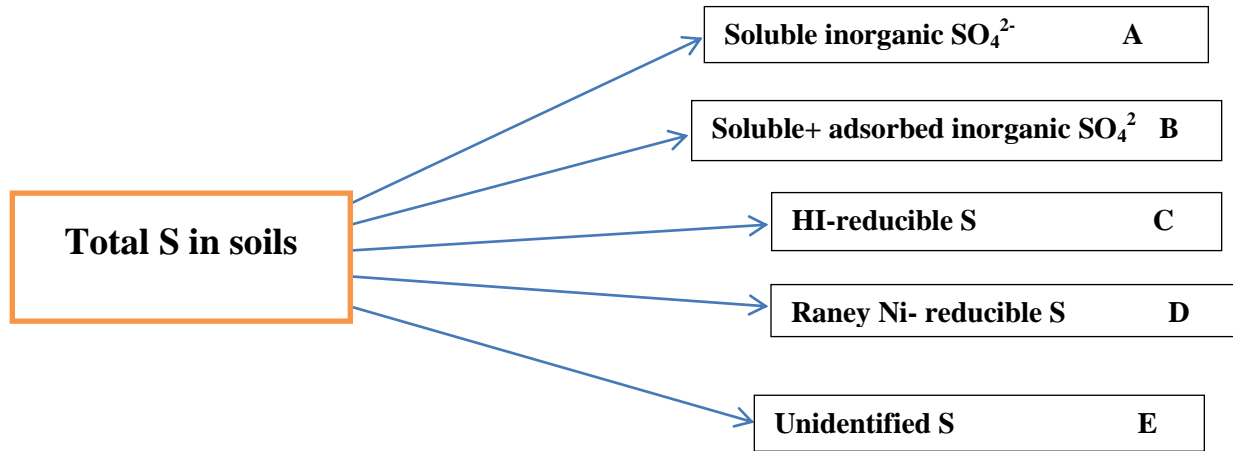 Soluble inorganic SO₄²⁻ A
Soluble+ adsorbed inorganic SO₄² B
Total S in soils
HI-reducible S C
Raney Ni- reducible S D
Unidentified S E